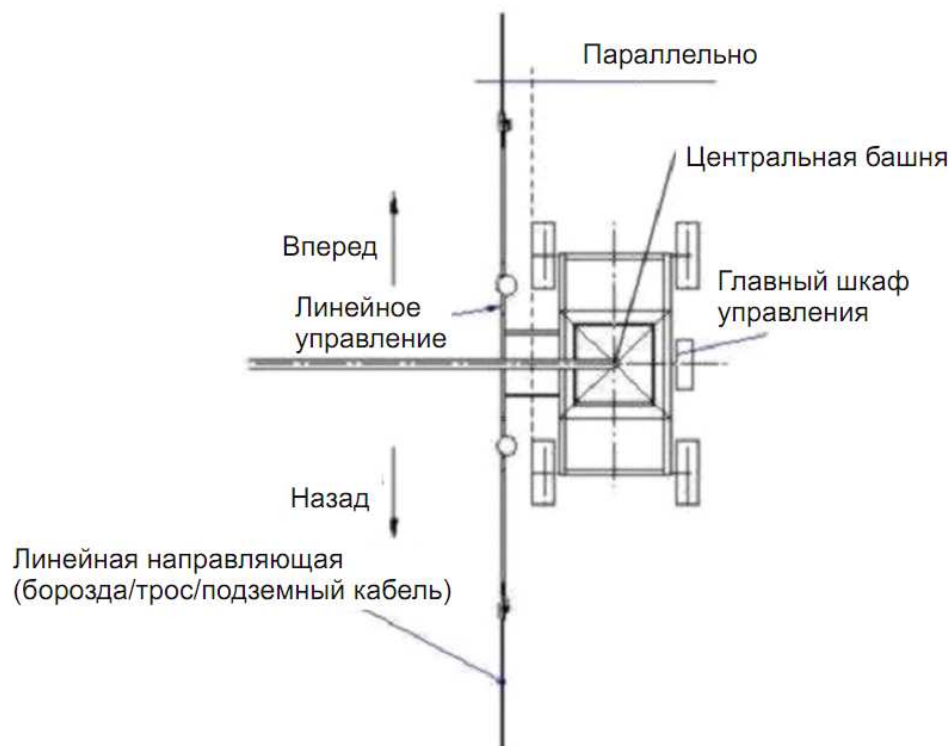 Параллельно
Центральная башня
Вперед
Главный шкаф
управления
Линейное
управление
Назад
Линейная направляющая
(борозда/трос/подземный кабель)